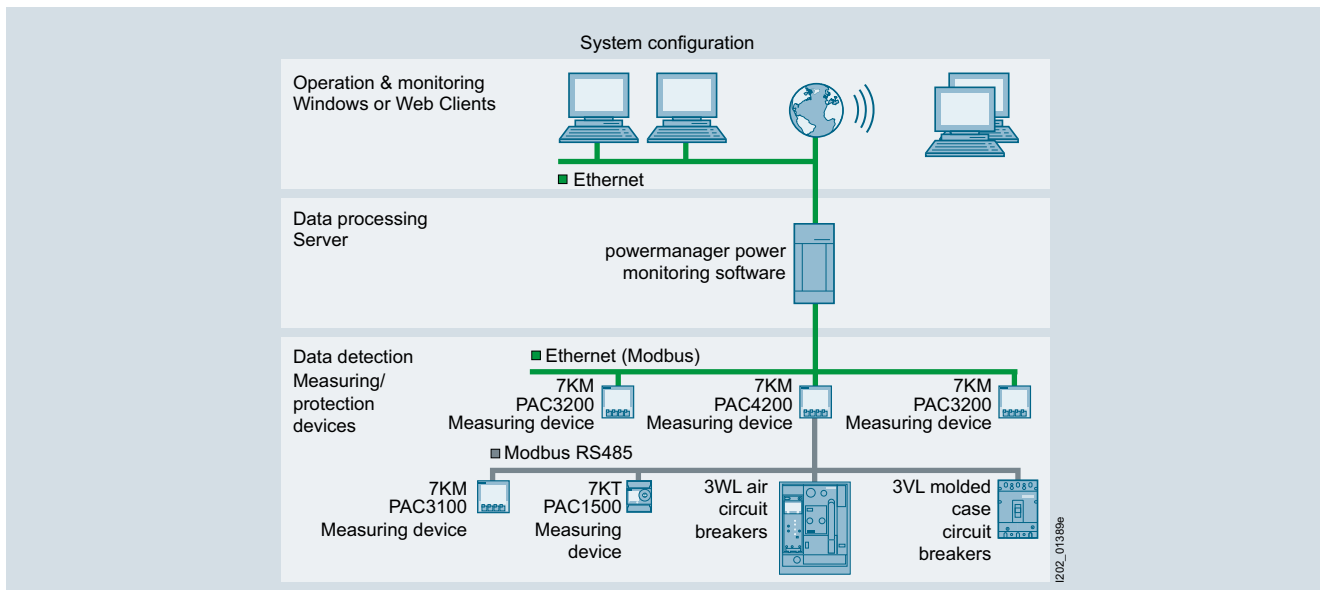 System configuration
Operation & monitoring
Windows or Web Clients
Ethernet
Data processing
Server
powermanager power
monitoring software
Data detection
Measuring/
protection
devices
Ethernet (Modbus)
7KM
PAC3200
Measuring device
7KM
PAC4200
Measuring device
7KM
PAC3200
Measuring device
Modbus RS485
7KM
PAC3100
Measuring device
7KT
PAC1500
Measuring
device
3WL air
circuit
breakers
3VL molded
case
circuit
breakers
I202_01389e